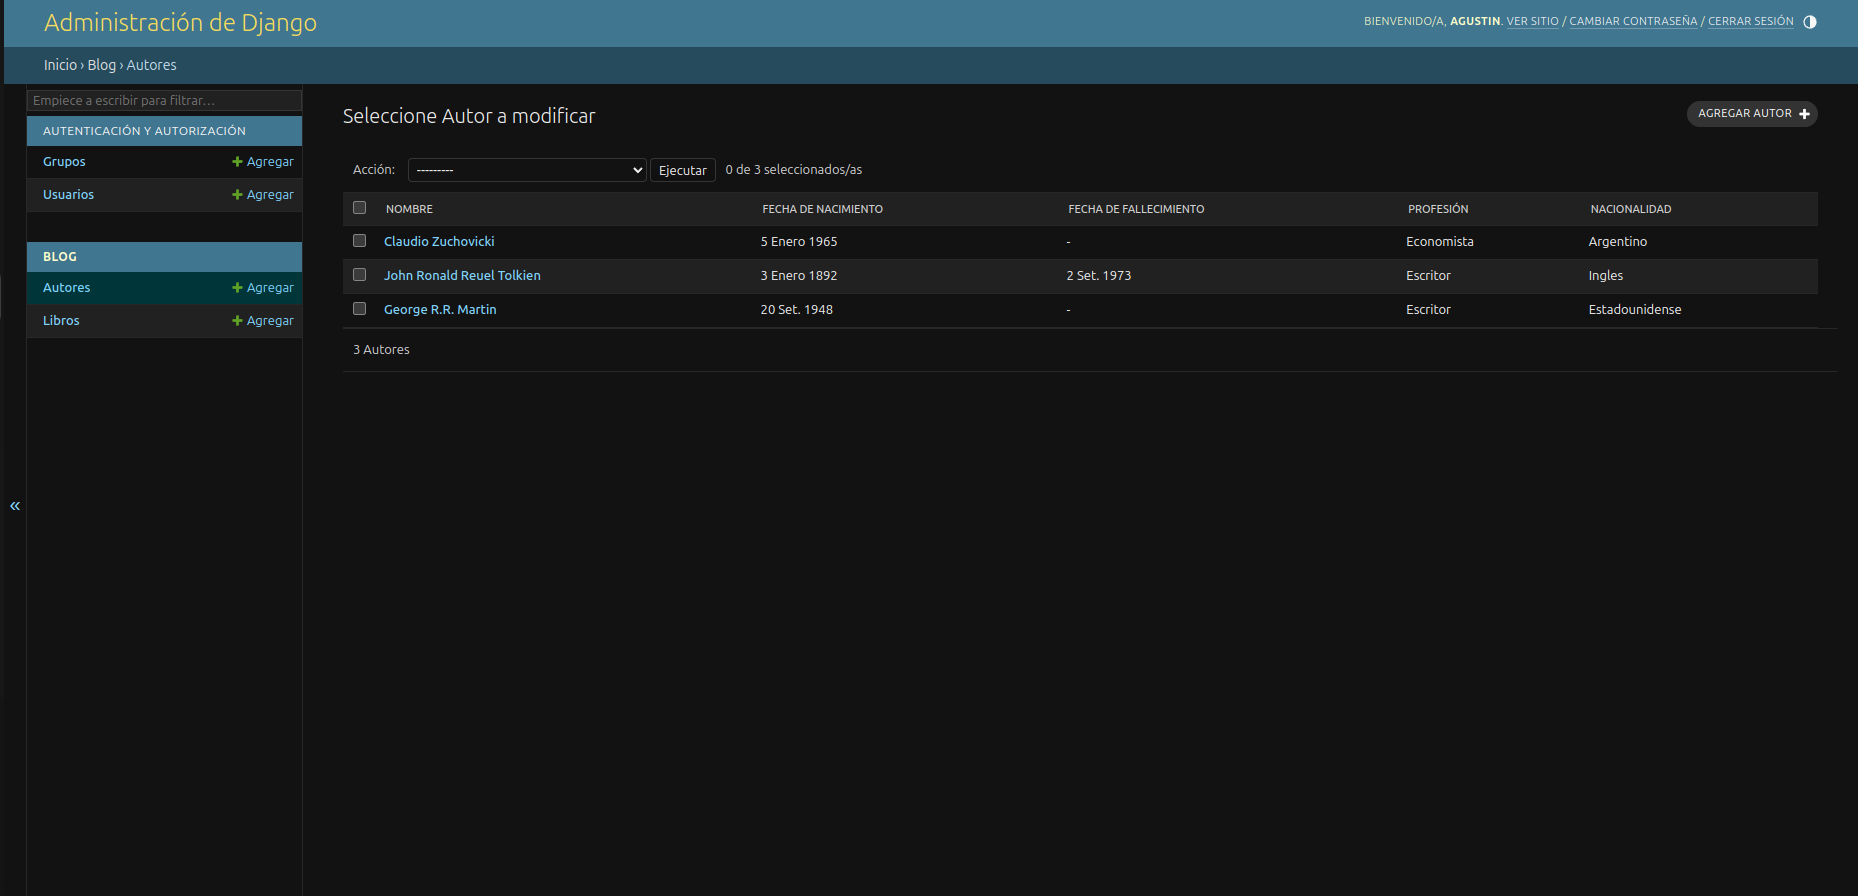 Administración de Django
BIENVENIDO/A, AGUSTIN. VER SITIO / CAMBIAR CONTRASEÑA / CERRAR SESIÓN
Inicio › Blog › Autores
Empiece a escribir para filtrar…
AUTENTICACIÓN Y AUTORIZACIÓN
Grupos + Agregar
Usuarios + Agregar
BLOG
Autores + Agregar
Libros + Agregar
«
Seleccione Autor a modificar
AGREGAR AUTOR +
Acción: --------- Ejecutar 0 de 3 seleccionados/as
NOMBRE FECHA DE NACIMIENTO FECHA DE FALLECIMIENTO PROFESIÓN NACIONALIDAD
Claudio Zuchovicki 5 Enero 1965 - Economista Argentino
John Ronald Reuel Tolkien 3 Enero 1892 2 Set. 1973 Escritor Ingles
George R.R. Martin 20 Set. 1948 - Escritor Estadounidense
3 Autores